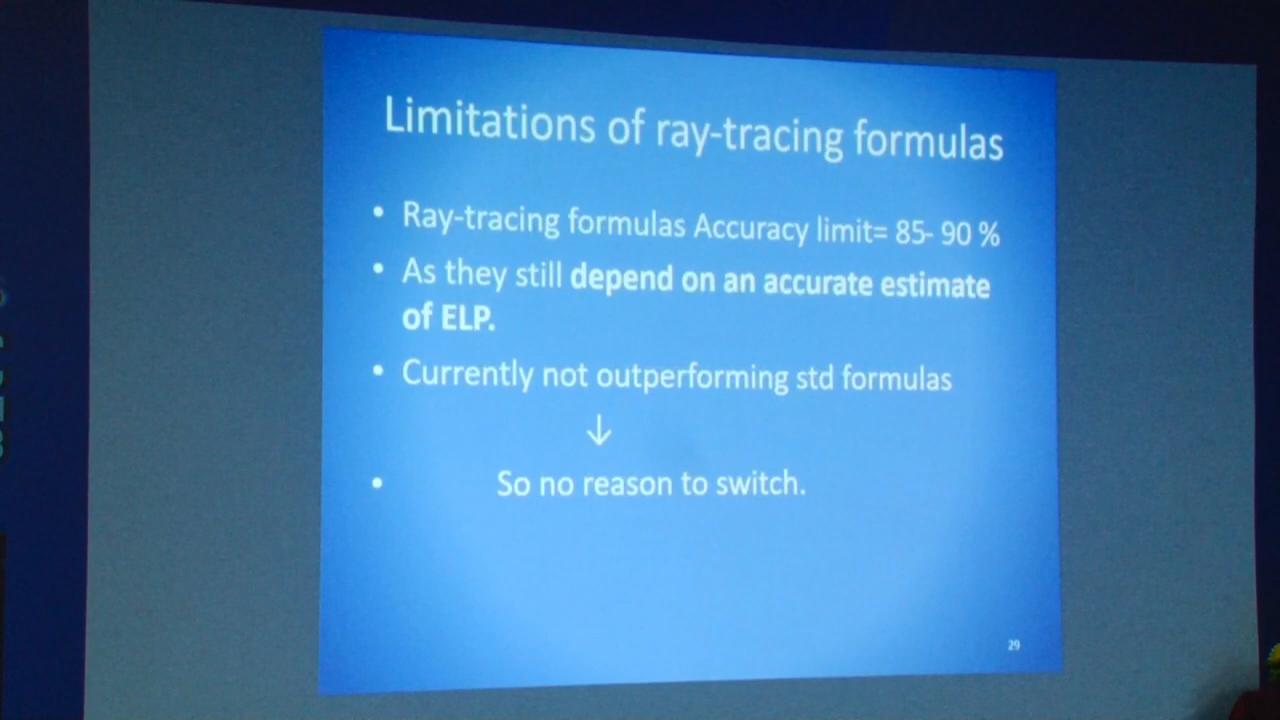 Limitations of ray-tracing formulas
• Ray-tracing formulas Accuracy limit= 85- 90 %
• As they still depend on an accurate estimate
of ELP.
• Currently not outperforming std formulas
↓
• So no reason to switch.
29